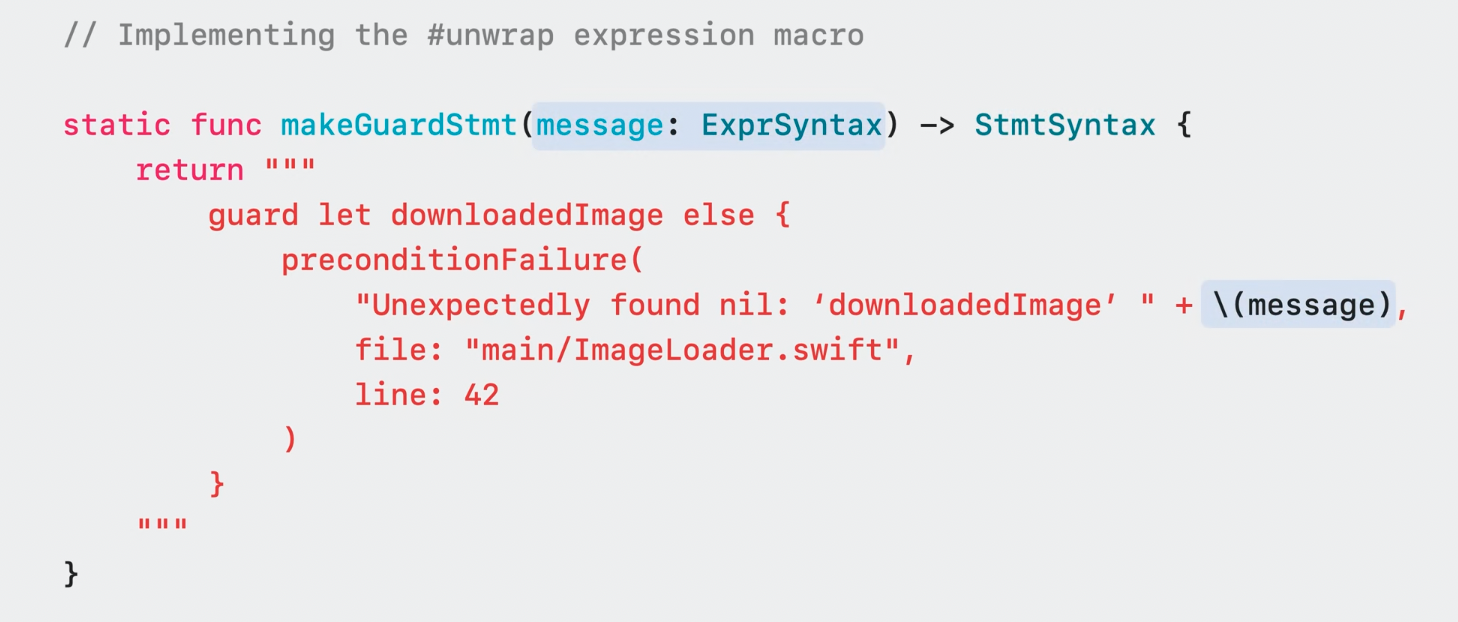 // Implementing the #unwrap expression macro
static func makeGuardStmt(message: ExprSyntax) -> StmtSyntax {
    return """
        guard let downloadedImage else {
            preconditionFailure(
                "Unexpectedly found nil: ‘downloadedImage’ " + \(message),
                file: "main/ImageLoader.swift",
                line: 42
            )
        }
    """
}